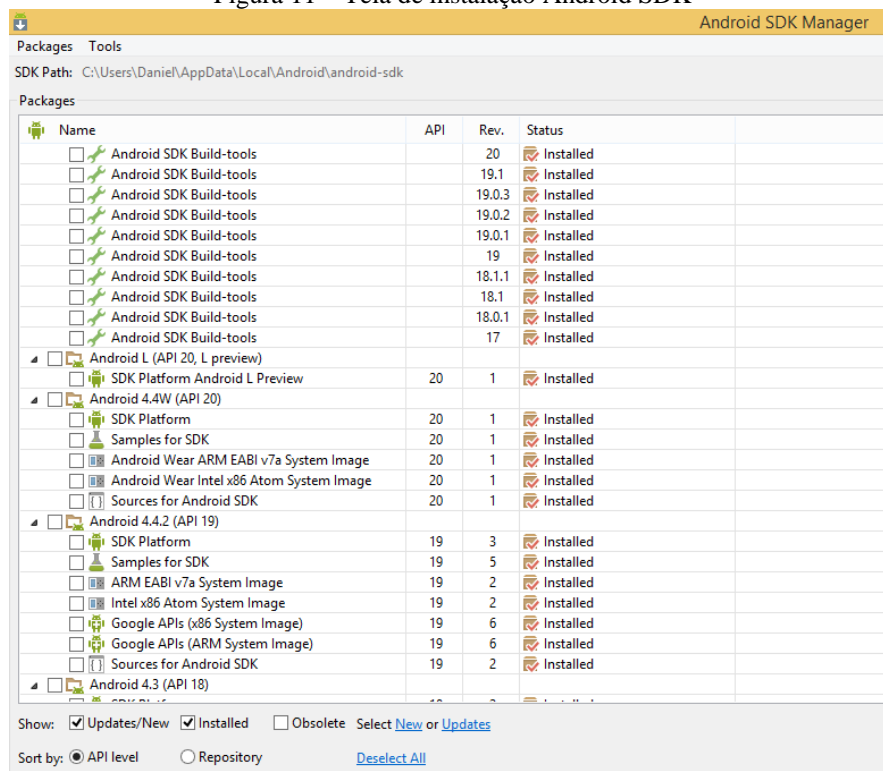 Figura 11 – Tela de instalação Android SDK
Android SDK Manager
Packages Tools
SDK Path: C:\Users\Daniel\AppData\Local\Android\android-sdk
Packages
Name API Rev. Status
Android SDK Build-tools 20 Installed
Android SDK Build-tools 19.1 Installed
Android SDK Build-tools 19.0.3 Installed
Android SDK Build-tools 19.0.2 Installed
Android SDK Build-tools 19.0.1 Installed
Android SDK Build-tools 19 Installed
Android SDK Build-tools 18.1.1 Installed
Android SDK Build-tools 18.1 Installed
Android SDK Build-tools 18.0.1 Installed
Android SDK Build-tools 17 Installed
Android L (API 20, L preview)
SDK Platform Android L Preview 20 1 Installed
Android 4.4W (API 20)
SDK Platform 20 1 Installed
Samples for SDK 20 1 Installed
Android Wear ARM EABI v7a System Image 20 1 Installed
Android Wear Intel x86 Atom System Image 20 1 Installed
Sources for Android SDK 20 1 Installed
Android 4.4.2 (API 19)
SDK Platform 19 3 Installed
Samples for SDK 19 5 Installed
ARM EABI v7a System Image 19 2 Installed
Intel x86 Atom System Image 19 2 Installed
Google APIs (x86 System Image) 19 6 Installed
Google APIs (ARM System Image) 19 6 Installed
Sources for Android SDK 19 2 Installed
Android 4.3 (API 18)
Show: Updates/New Installed Obsolete Select New or Updates
Sort by: API level Repository Deselect All